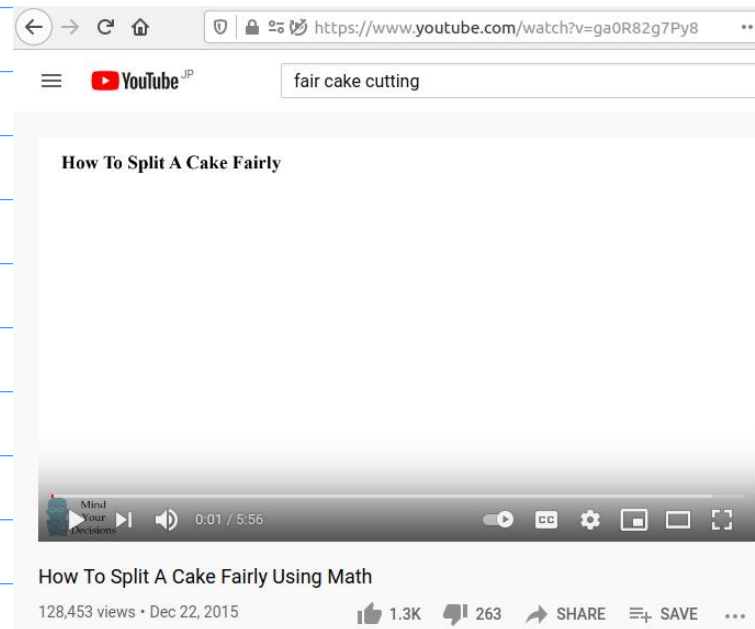 https://www.youtube.com/watch?v=ga0R82g7Py8
YouTube JP
fair cake cutting
How To Split A Cake Fairly
Mind
Your
Decisions
0:01 / 5:56
CC
How To Split A Cake Fairly Using Math
128,453 views • Dec 22, 2015
1.3K
263
SHARE
SAVE